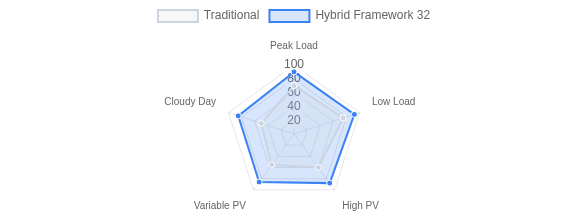 Traditional
Hybrid Framework 32
Peak Load
100
80
60
40
20
Cloudy Day
Low Load
Variable PV
High PV